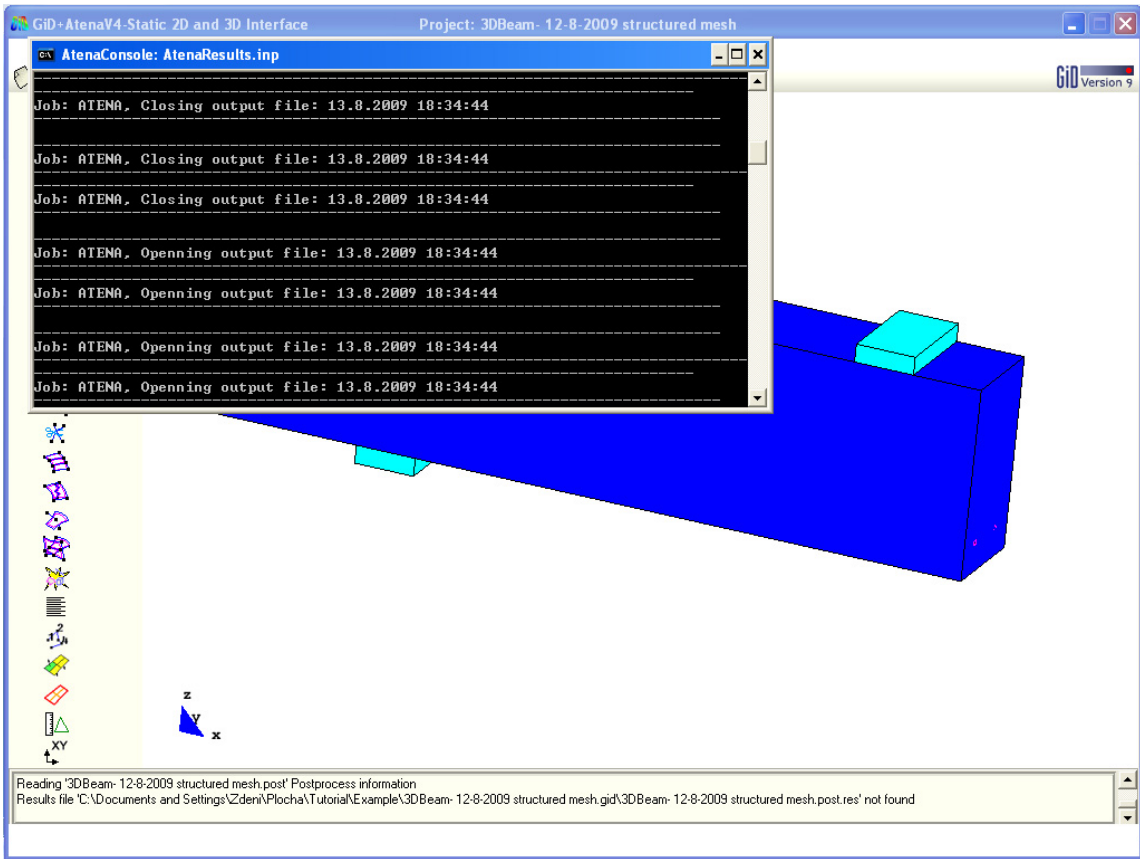 GiD+AtenaV4-Static 2D and 3D Interface Project: 3DBeam- 12-8-2009 structured mesh
AtenaConsole: AtenaResults.inp
GiD Version 9
Job: ATENA, Closing output file: 13.8.2009 18:34:44
Job: ATENA, Closing output file: 13.8.2009 18:34:44
Job: ATENA, Closing output file: 13.8.2009 18:34:44
Job: ATENA, Openning output file: 13.8.2009 18:34:44
Job: ATENA, Openning output file: 13.8.2009 18:34:44
Job: ATENA, Openning output file: 13.8.2009 18:34:44
Job: ATENA, Openning output file: 13.8.2009 18:34:44
z
y
x
XY
Reading '3DBeam- 12-8-2009 structured mesh.post' Postprocess information
Results file 'C:\Documents and Settings\Zdeni\Plocha\Tutorial\Example\3DBeam- 12-8-2009 structured mesh.gid\3DBeam- 12-8-2009 structured mesh.post.res' not found